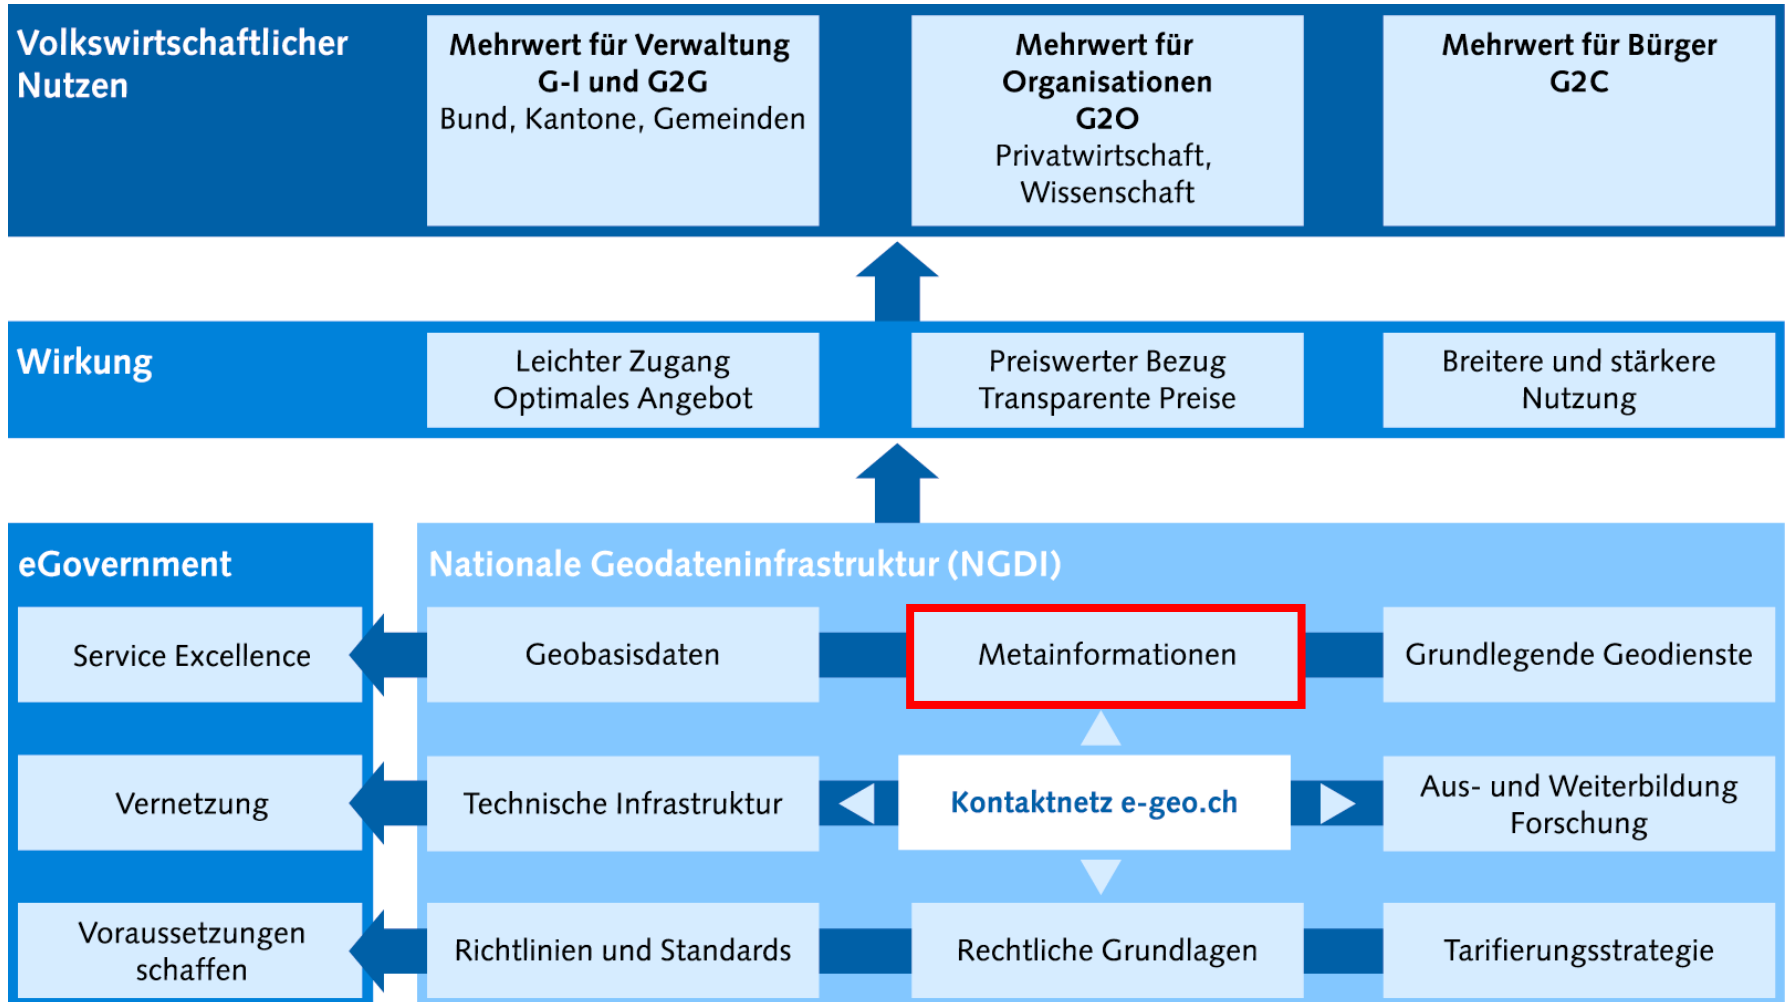 Volkswirtschaftlicher
Nutzen
Mehrwert für Verwaltung
G-I und G2G
Bund, Kantone, Gemeinden
Mehrwert für
Organisationen
G2O
Privatwirtschaft,
Wissenschaft
Mehrwert für Bürger
G2C
Wirkung
Leichter Zugang
Optimales Angebot
Preiswerter Bezug
Transparente Preise
Breitere und stärkere
Nutzung
eGovernment
Nationale Geodateninfrastruktur (NGDI)
Service Excellence
Geobasisdaten
Metainformationen
Grundlegende Geodienste
Vernetzung
Technische Infrastruktur
Kontaktnetz e-geo.ch
Aus- und Weiterbildung
Forschung
Voraussetzungen
schaffen
Richtlinien und Standards
Rechtliche Grundlagen
Tarifierungsstrategie